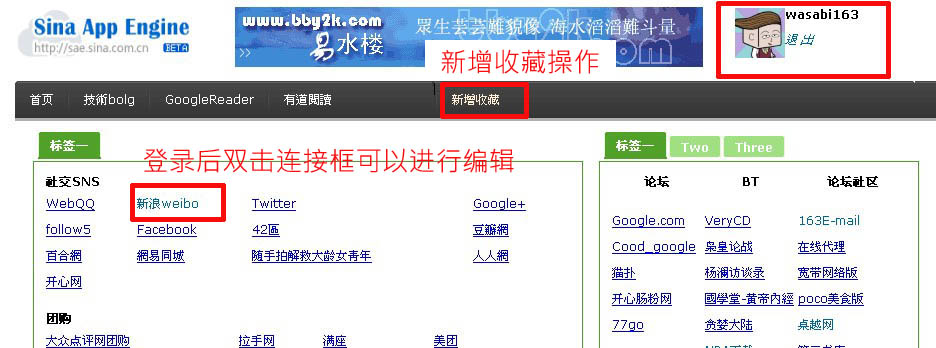 Sina App Engine
http://sae.sina.com.cn BETA
www.bby2k.com
易水楼
眾生芸芸難貌像 海水滔滔難斗量
wasabi163
退出
新增收藏操作
首页 技術bolg GoogleReader 有道閱讀 新增收藏
标签一
登录后双击连接框可以进行编辑
社交SNS
WebQQ 新浪weibo Twitter Google+
follow5 Facebook 42區 豆瓣網
百合網 網易同城 随手拍解救大龄女青年 人人網
开心网
团购
大众点评网团购 拉手网 满座 美团
标签一 Two Three
论坛 BT 论坛社区
Google.com VeryCD 163E-mail
Cood_google 枭皇论战 在线代理
猫扑 杨澜访谈录 宽带网络版
开心肠粉网 國學堂-黃帝內經 poco美食版
77go 贪婪大陆 桌越网